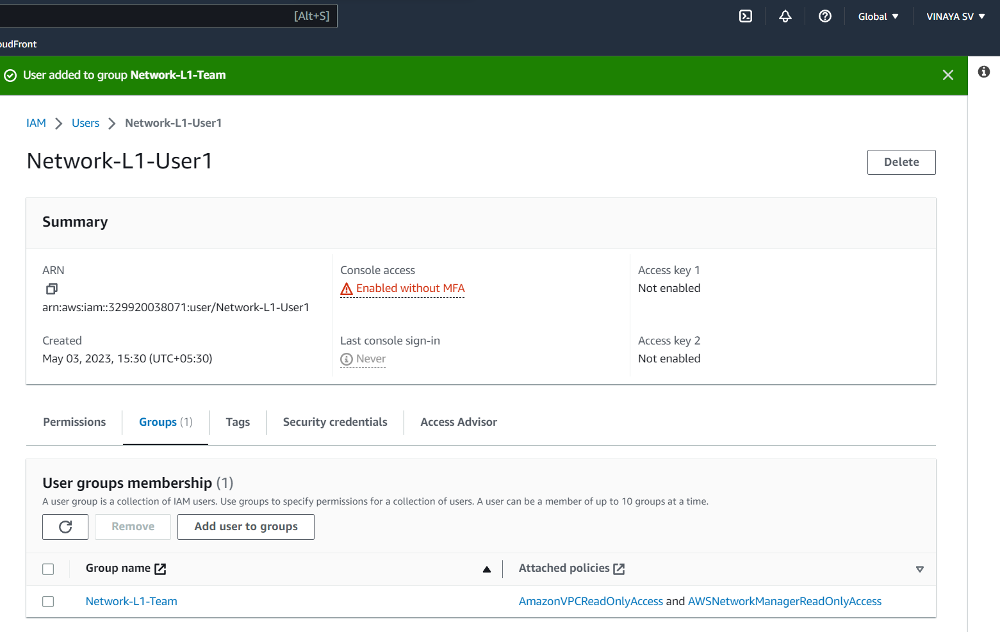 [Alt+S]
Global
VINAYA SV
oudFront
User added to group Network-L1-Team
IAM
Users
Network-L1-User1
Network-L1-User1
Delete
Summary
ARN
arn:aws:iam::329920038071:user/Network-L1-User1
Created
May 03, 2023, 15:30 (UTC+05:30)
Console access
Enabled without MFA
Last console sign-in
Never
Access key 1
Not enabled
Access key 2
Not enabled
Permissions
Groups (1)
Tags
Security credentials
Access Advisor
User groups membership (1)
A user group is a collection of IAM users. Use groups to specify permissions for a collection of users. A user can be a member of up to 10 groups at a time.
Remove
Add user to groups
Group name
Attached policies
Network-L1-Team
AmazonVPCReadOnlyAccess and AWSNetworkManagerReadOnlyAccess